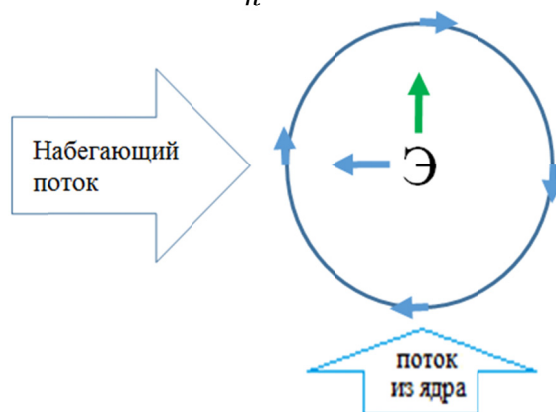 n
Набегающий
поток
Э
поток
из ядра